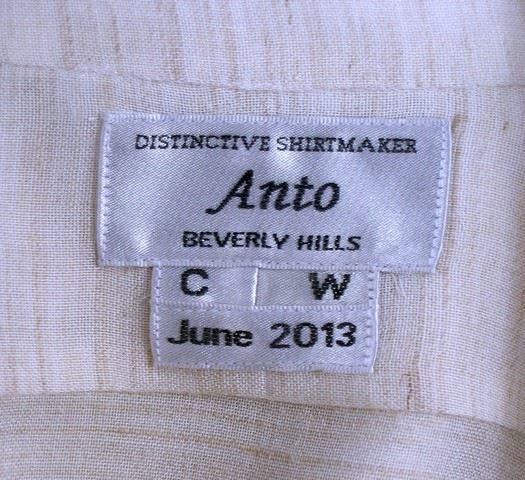 DISTINCTIVE SHIRTMAKER
Anto
BEVERLY HILLS
C W
June 2013